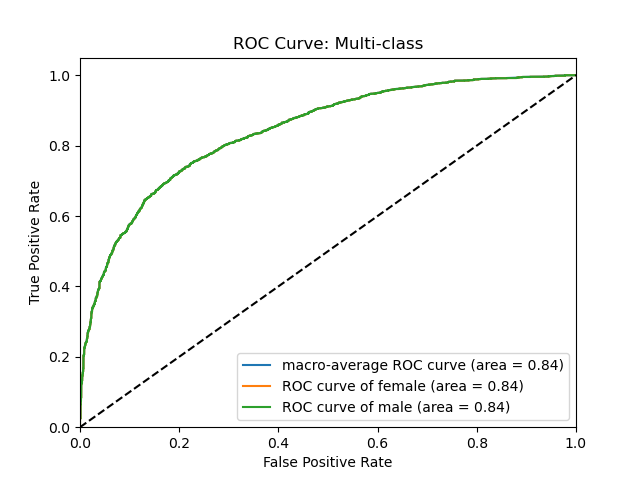 ROC Curve: Multi-class
1.0
0.8
0.6
0.4
0.2
0.0
True Positive Rate
macro-average ROC curve (area = 0.84)
ROC curve of female (area = 0.84)
ROC curve of male (area = 0.84)
0.0 0.2 0.4 0.6 0.8 1.0
False Positive Rate